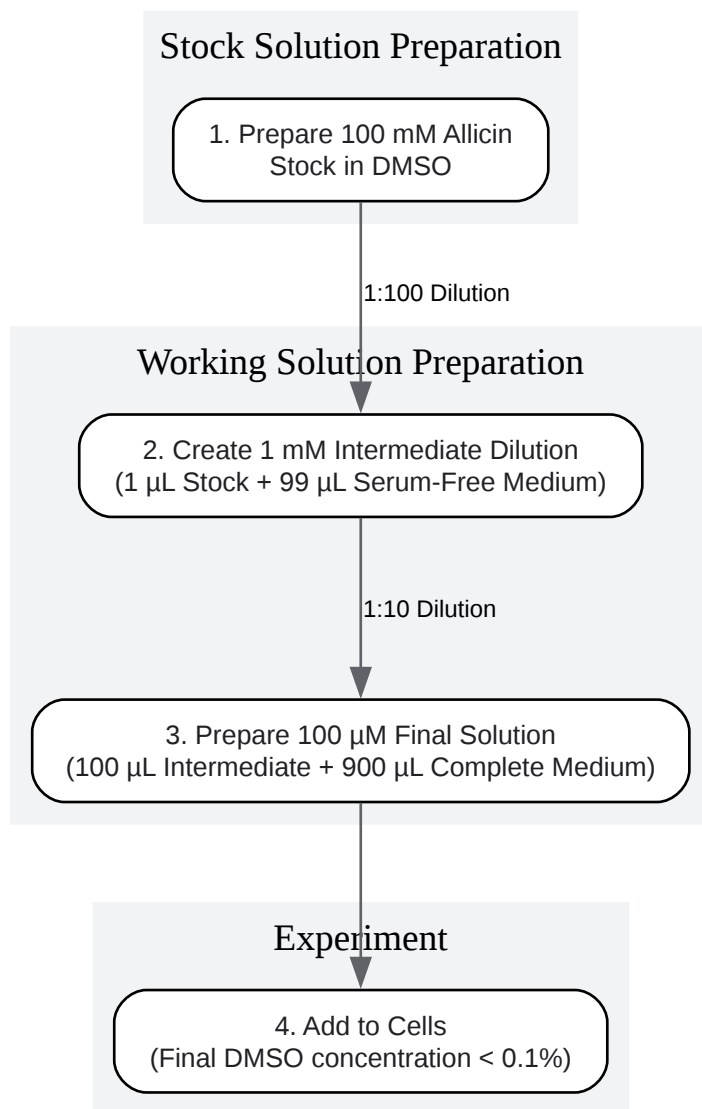 Stock Solution Preparation
1. Prepare 100 mM Allicin
Stock in DMSO
1:100 Dilution
Working Solution Preparation
2. Create 1 mM Intermediate Dilution
(1 µL Stock + 99 µL Serum-Free Medium)
1:10 Dilution
3. Prepare 100 µM Final Solution
(100 µL Intermediate + 900 µL Complete Medium)
Experiment
4. Add to Cells
(Final DMSO concentration < 0.1%)